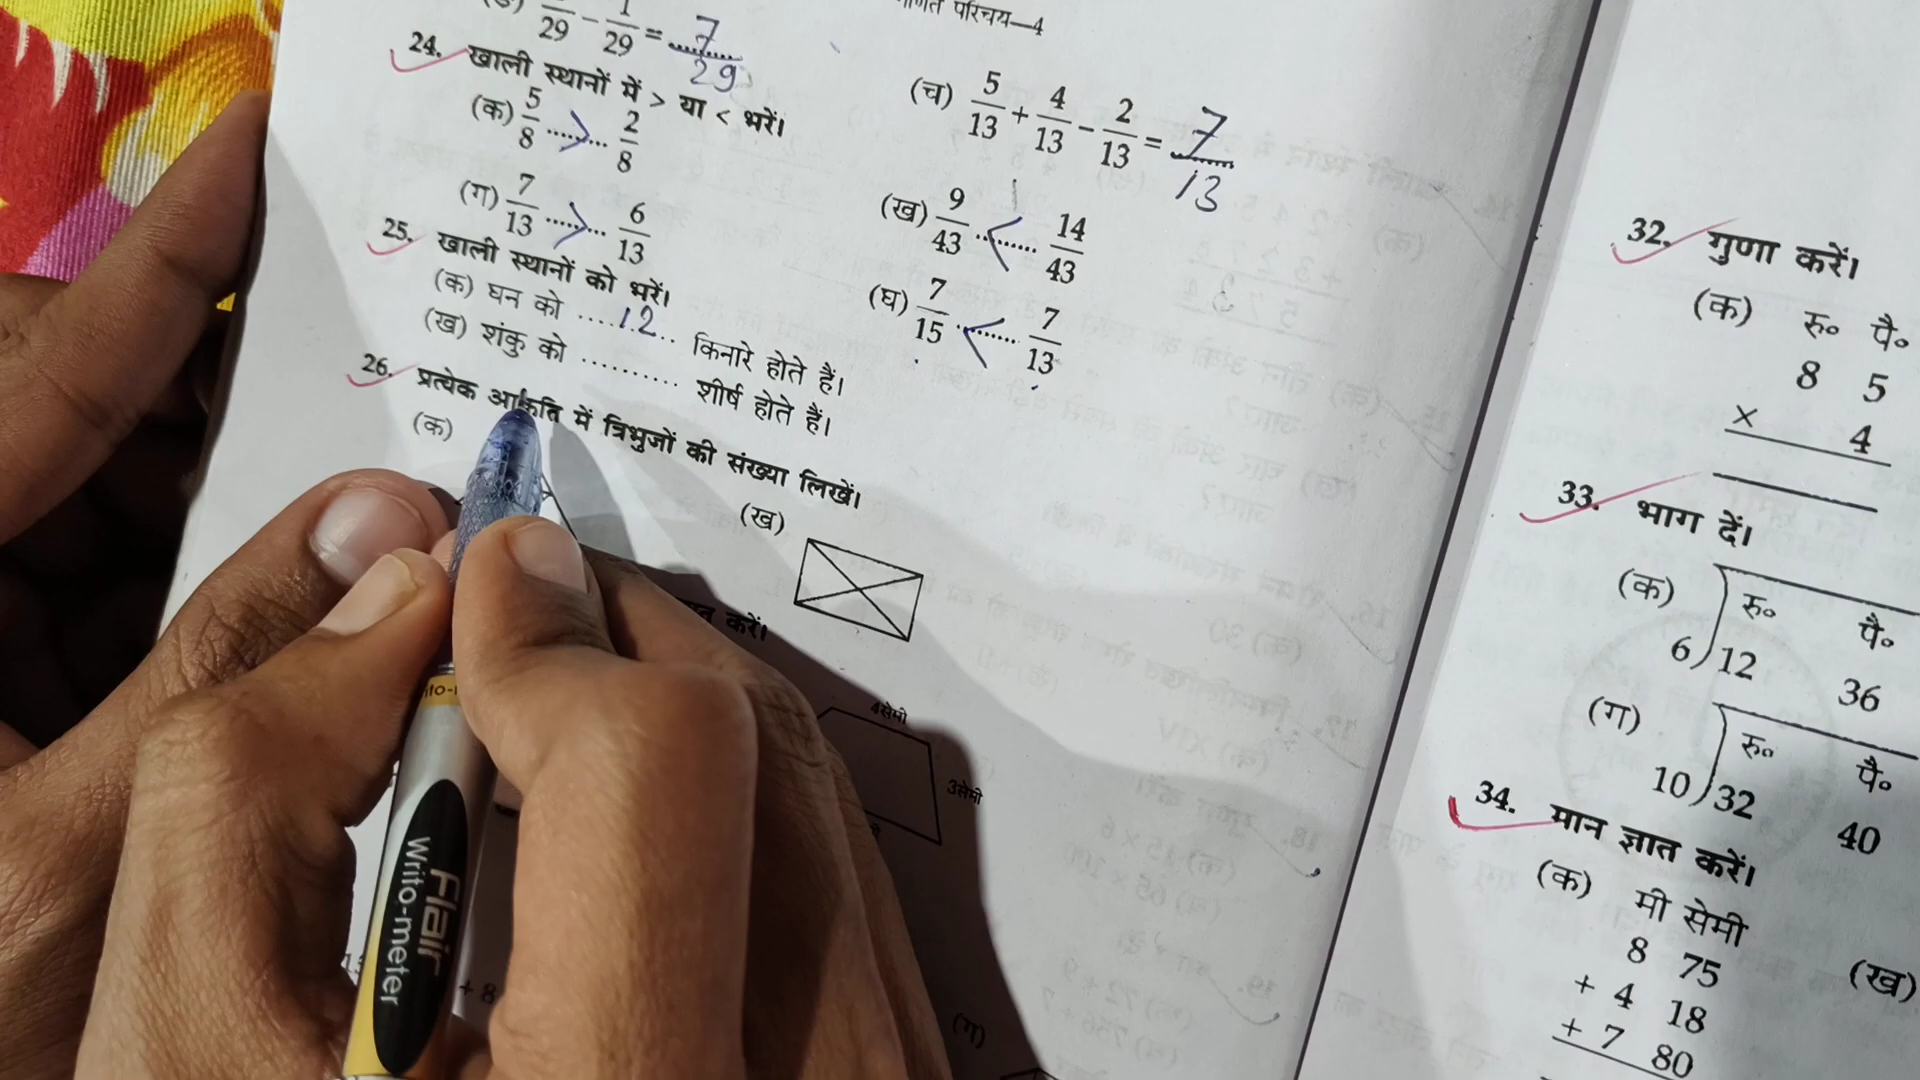 गणित परिचय—4
(ङ) /29 − 1/29 = 7/29
(च) 5/13 + 4/13 − 2/13 = 7/13
24. खाली स्थानों में > या < भरें।
(क) 5/8 ......>...... 2/8
(ख) 9/43 ......<...... 14/43
(ग) 7/13 ......>...... 6/13
(घ) 7/15 ......<...... 7/13
25. खाली स्थानों को भरें।
(क) घन को ....12.... किनारे होते हैं।
(ख) शंकु को .......... शीर्ष होते हैं।
26. प्रत्येक आकृति में त्रिभुजों की संख्या लिखें।
(क)
(ख)
करें।
4सेमी
3सेमी
+ 8
(ग)
Flair
Writo-meter
32. गुणा करें।
(क) रु० पै०
8 5
× 4
33. भाग दें।
(क) रु० पै०
6 ) 12 36
(ग) रु० पै०
10 ) 32 40
34. मान ज्ञात करें।
(क) मी सेमी
8 75
+ 4 18
+ 7 80
(ख)